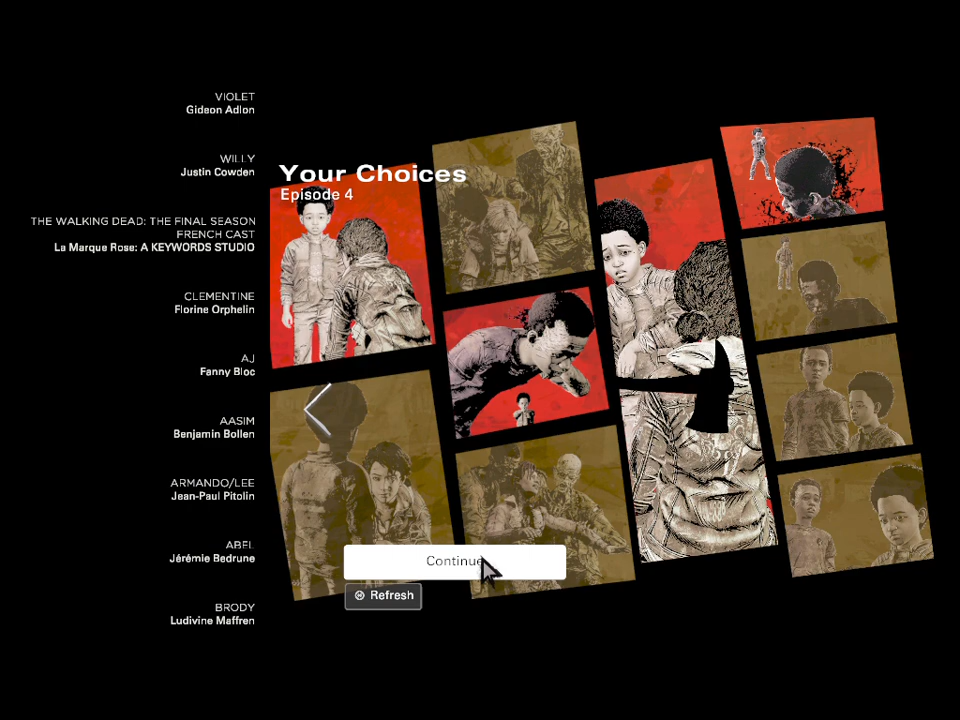 VIOLET
Gideon Adlon
WILLY
Justin Cowden
THE WALKING DEAD: THE FINAL SEASON
FRENCH CAST
La Marque Rose: A KEYWORDS STUDIO
CLEMENTINE
Florine Orphelin
AJ
Fanny Bloc
AASIM
Benjamin Bollen
ARMANDO/LEE
Jean-Paul Pitolin
ABEL
Jérémie Bedrune
BRODY
Ludivine Maffren
Your Choices
Episode 4
Continue
Refresh